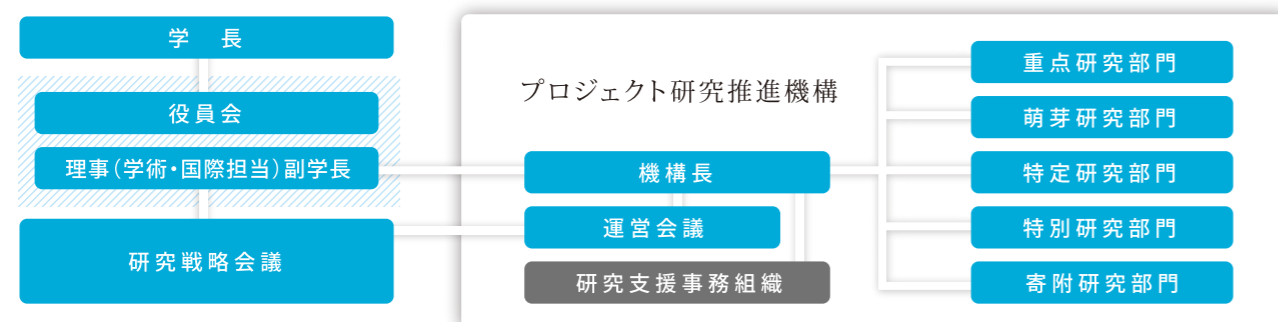 学　長
役員会
理事（学術・国際担当）副学長
研究戦略会議
プロジェクト研究推進機構
機構長
運営会議
研究支援事務組織
重点研究部門
萌芽研究部門
特定研究部門
特別研究部門
寄附研究部門